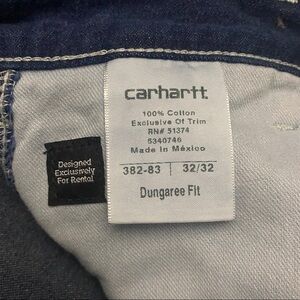 carhartt
100% Cotton
Exclusive Of Trim
RN# 51374
5340746
Made in México
382-83 32/32
Dungaree Fit
Designed
Exclusively
For Rental